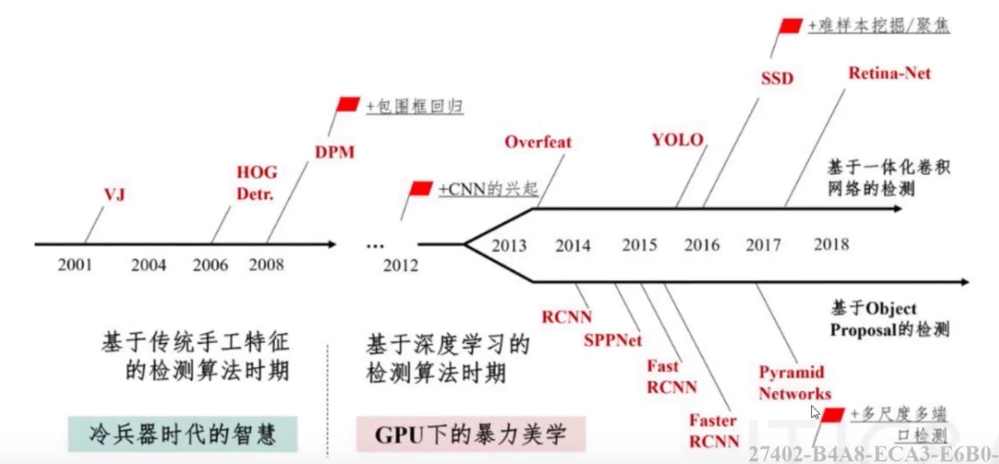 +难样本挖掘/聚焦
SSD
Retina-Net
+包围框回归
DPM
Overfeat
YOLO
HOG
Detr.
VJ
+CNN的兴起
基于一体化卷积
网络的检测
...
2001
2004
2006
2008
2012
2013
2014
2015
2016
2017
2018
RCNN
SPPNet
Fast
RCNN
Faster
RCNN
Pyramid
Networks
基于Object
Proposal的检测
基于传统手工特征
的检测算法时期
基于深度学习的
检测算法时期
+多尺度多端
口检测
冷兵器时代的智慧
GPU下的暴力美学
27402-B4A8-ECA3-E6B0-